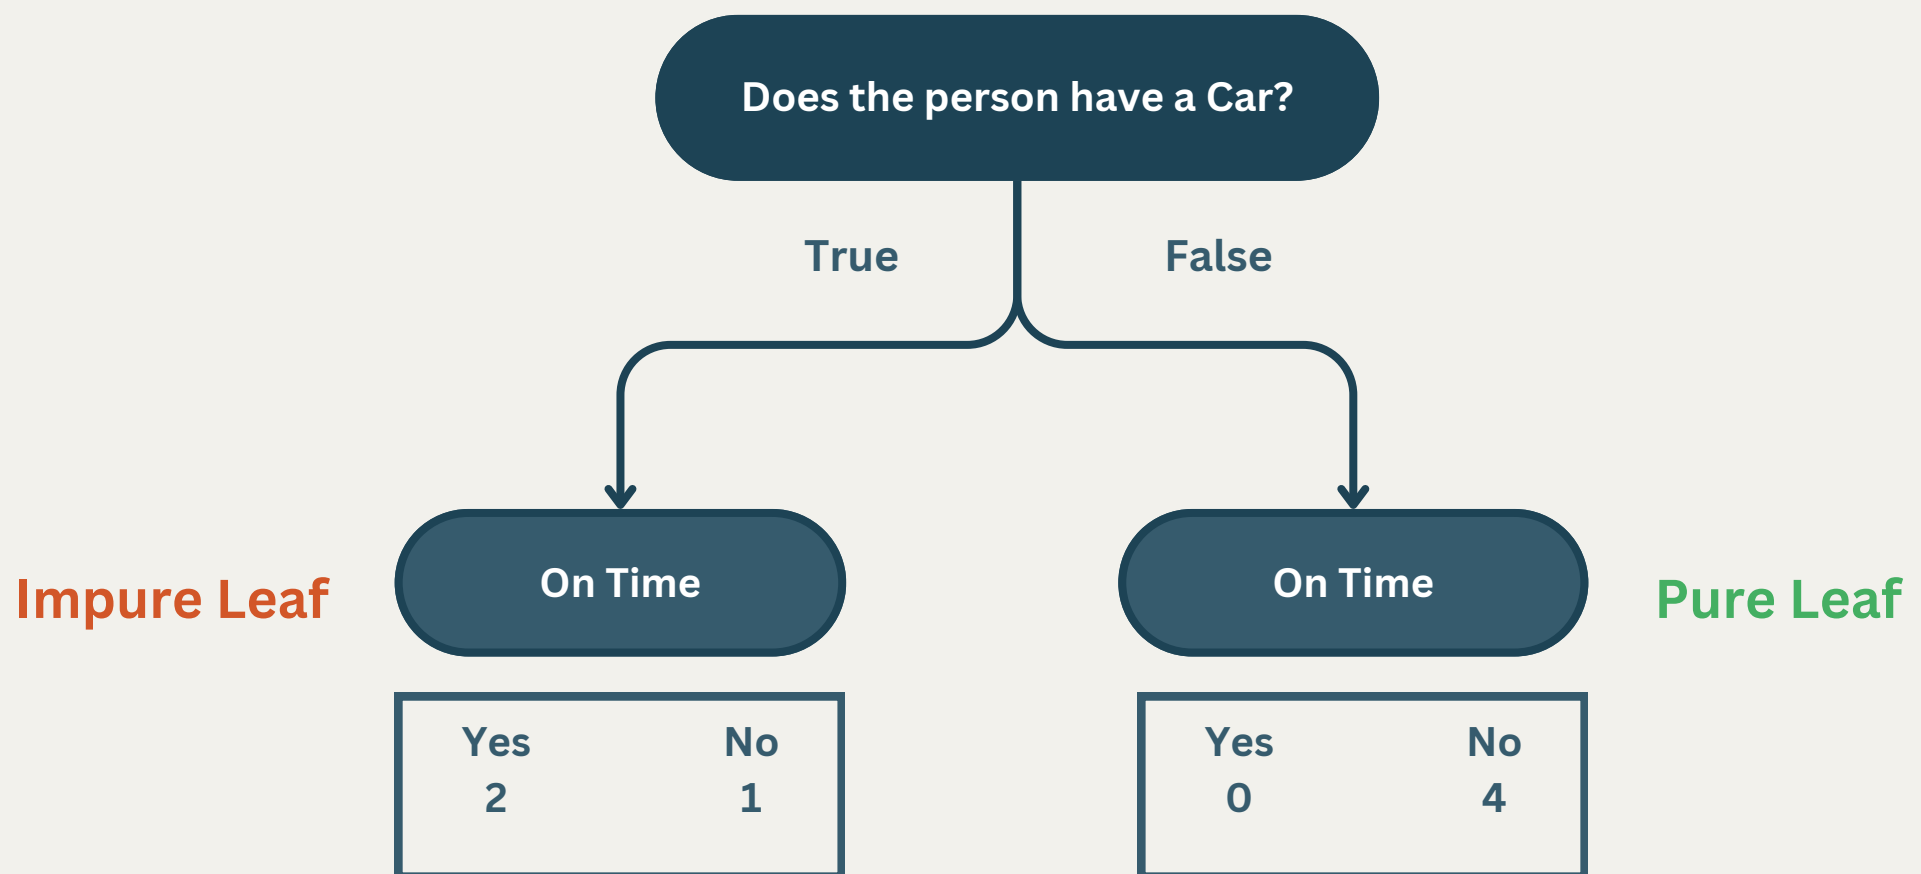 Does the person have a Car?
True False
On Time On Time
Impure Leaf Pure Leaf
Yes No Yes No
2 1 0 4